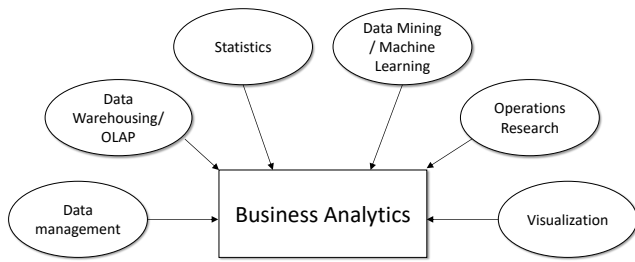 Statistics
Data Mining
/ Machine
Learning
Data
Warehousing/
OLAP
Operations
Research
Data
management
Business Analytics
Visualization